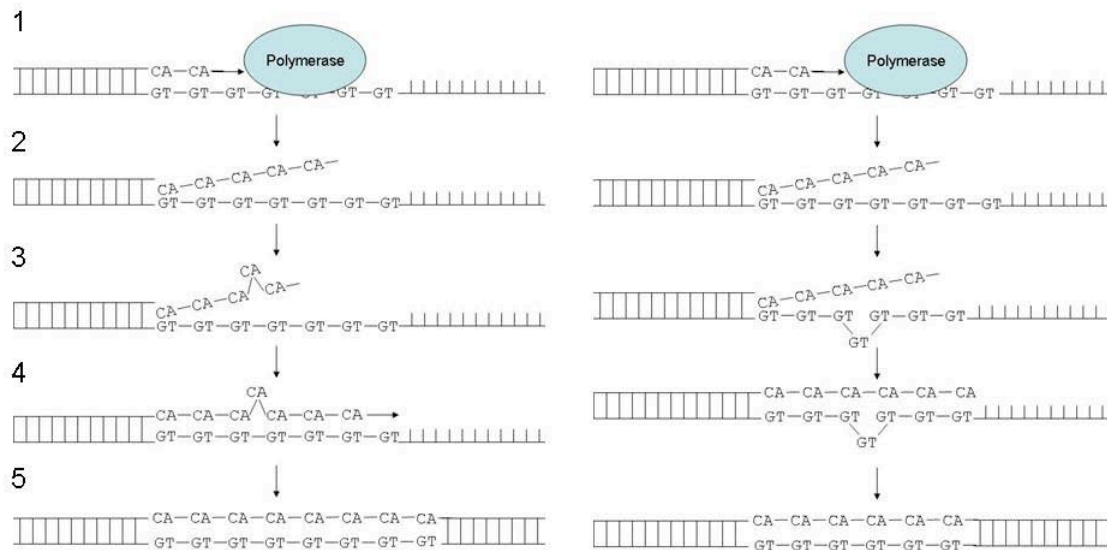 1
Polymerase
CA—CA
GT—GT—GT—GT—GT—GT—GT
2
CA—CA—CA—CA—CA—
GT—GT—GT—GT—GT—GT—GT
3
CA
CA—CA—CA CA—
GT—GT—GT—GT—GT—GT—GT
4
CA
CA—CA—CA CA—CA—CA
GT—GT—GT—GT—GT—GT—GT
5
CA—CA—CA—CA—CA—CA—CA—CA
GT—GT—GT—GT—GT—GT—GT—GT
Polymerase
CA—CA
GT—GT—GT—GT—GT—GT—GT
CA—CA—CA—CA—CA—
GT—GT—GT—GT—GT—GT—GT
CA—CA—CA—CA—CA—
GT—GT—GT GT—GT—GT
GT
CA—CA—CA—CA—CA—CA
GT—GT—GT GT—GT—GT
GT
CA—CA—CA—CA—CA—CA
GT—GT—GT—GT—GT—GT